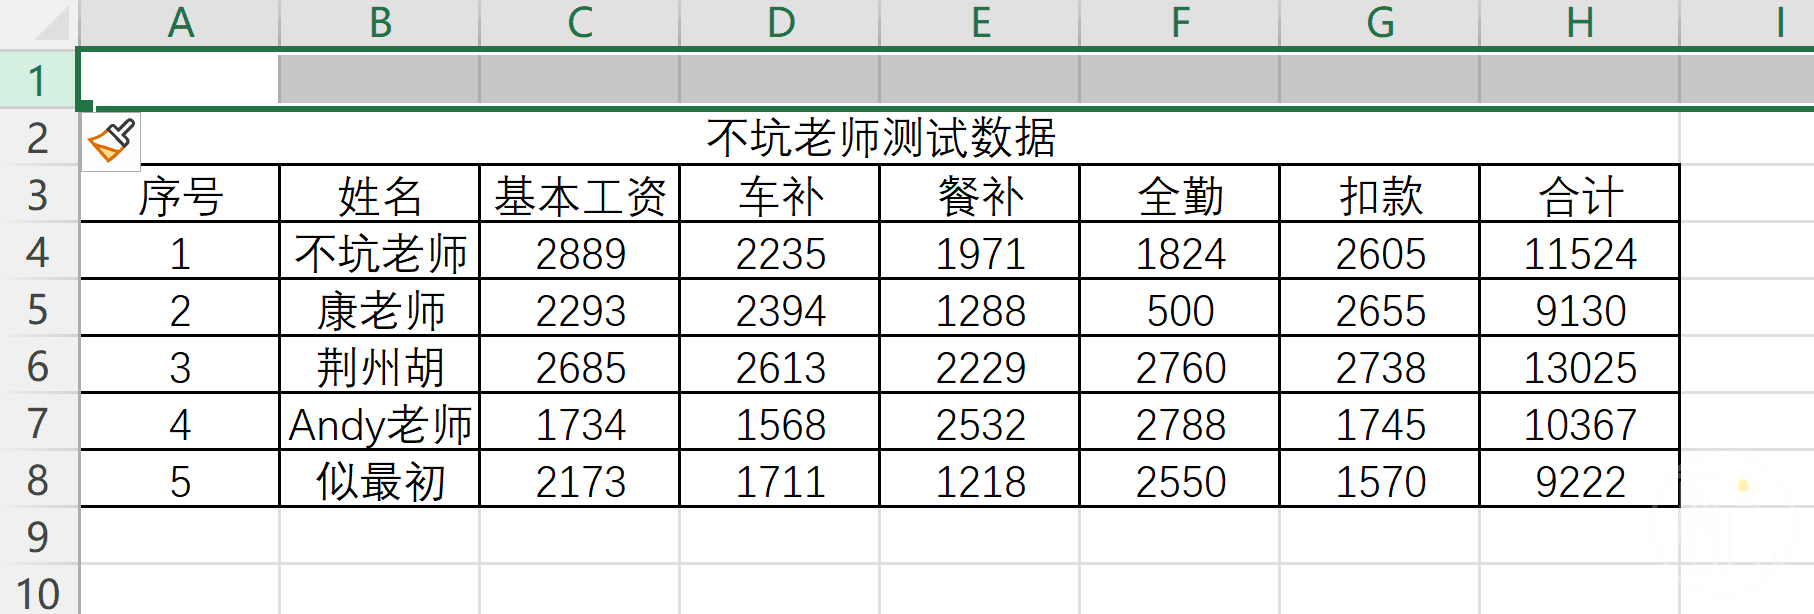 A B C D E F G H I
1
2 不坑老师测试数据
3 序号 姓名 基本工资 车补 餐补 全勤 扣款 合计
4 1 不坑老师 2889 2235 1971 1824 2605 11524
5 2 康老师 2293 2394 1288 500 2655 9130
6 3 荆州胡 2685 2613 2229 2760 2738 13025
7 4 Andy老师 1734 1568 2532 2788 1745 10367
8 5 似最初 2173 1711 1218 2550 1570 9222
9
10